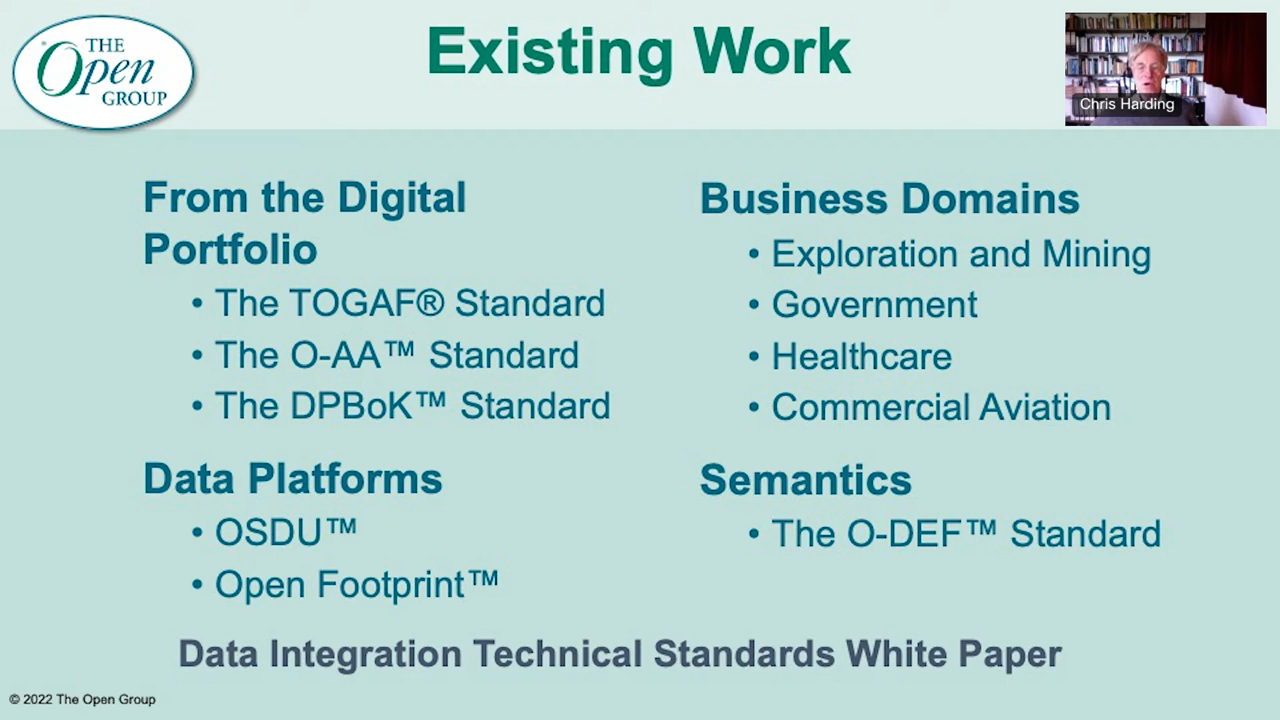 THE
Open
GROUP
Existing Work
Chris Harding
From the Digital
Portfolio
• The TOGAF® Standard
• The O-AA™ Standard
• The DPBoK™ Standard
Data Platforms
• OSDU™
• Open Footprint™
Business Domains
• Exploration and Mining
• Government
• Healthcare
• Commercial Aviation
Semantics
• The O-DEF™ Standard
Data Integration Technical Standards White Paper
© 2022 The Open Group